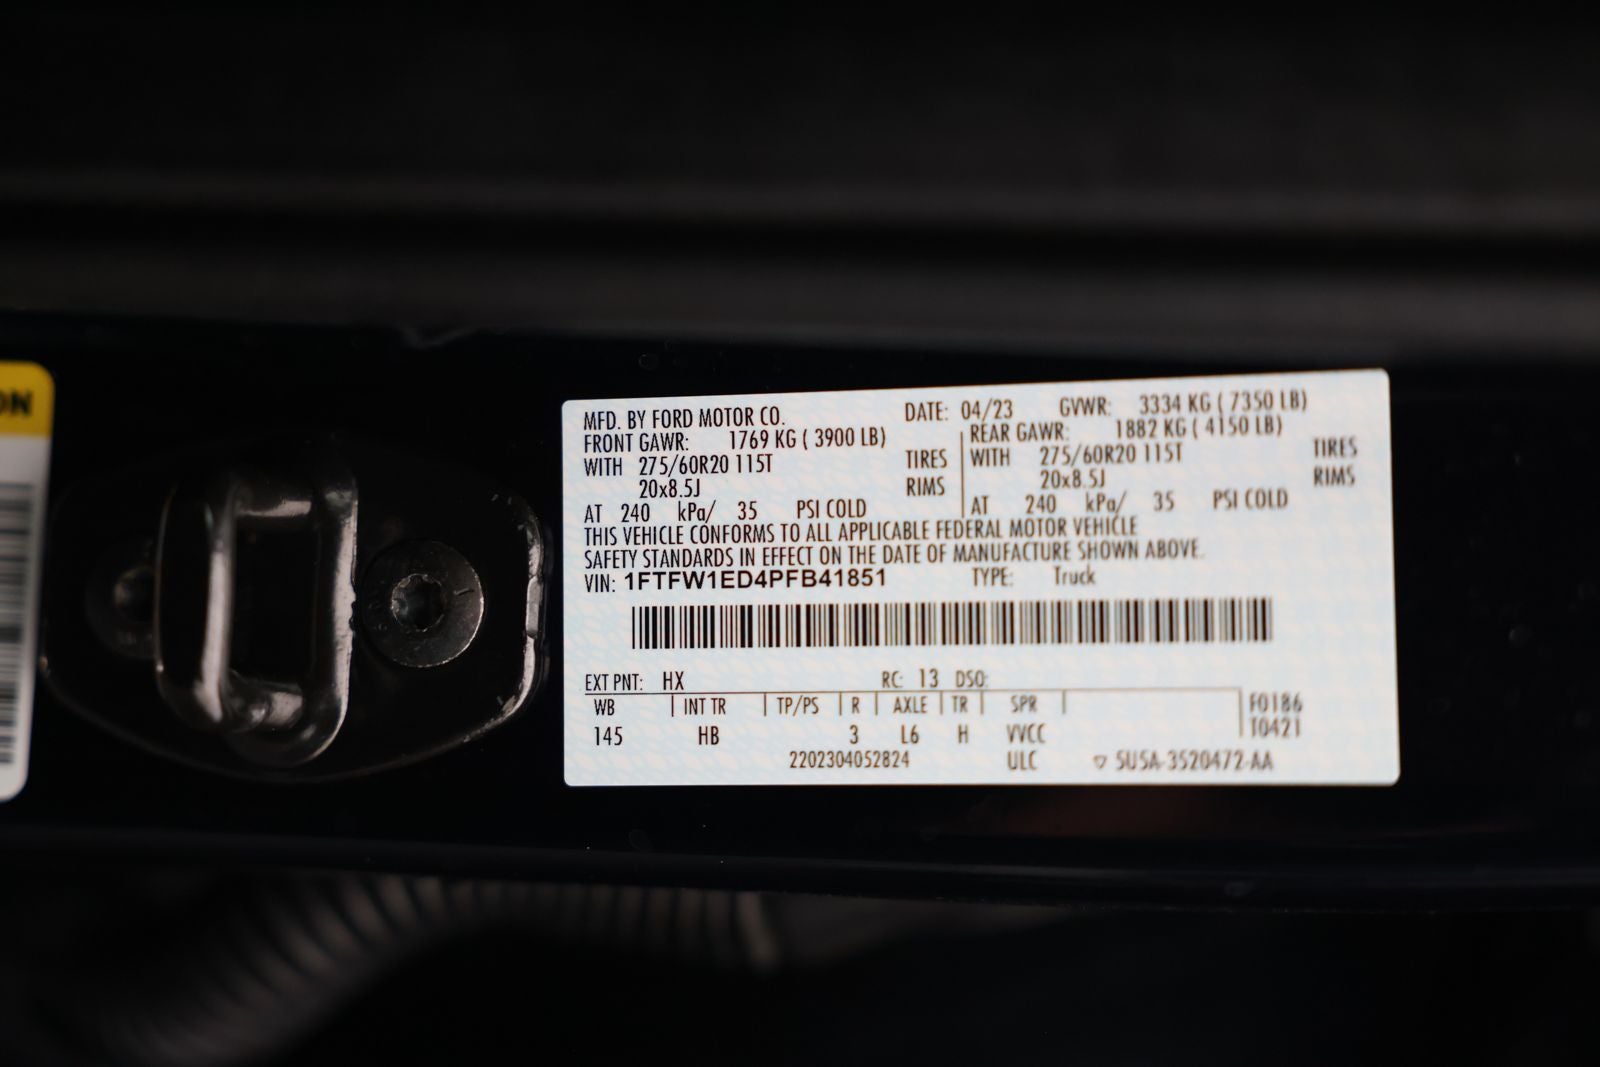 ON
MFD. BY FORD MOTOR CO. DATE: 04/23 GVWR: 3334 KG ( 7350 LB)
FRONT GAWR: 1769 KG ( 3900 LB) REAR GAWR: 1882 KG ( 4150 LB)
WITH 275/60R20 115T TIRES WITH 275/60R20 115T TIRES
20x8.5J RIMS 20x8.5J RIMS
AT 240 kPa/ 35 PSI COLD AT 240 kPa/ 35 PSI COLD
THIS VEHICLE CONFORMS TO ALL APPLICABLE FEDERAL MOTOR VEHICLE
SAFETY STANDARDS IN EFFECT ON THE DATE OF MANUFACTURE SHOWN ABOVE.
VIN: 1FTFW1ED4PFB41851 TYPE: Truck
EXT PNT: HX RC: 13 DSO:
WB INT TR TP/PS R AXLE TR SPR F0186
145 HB 3 L6 H VVCC T0421
2202304052824 ULC ▽ 5U5A-3520472-AA